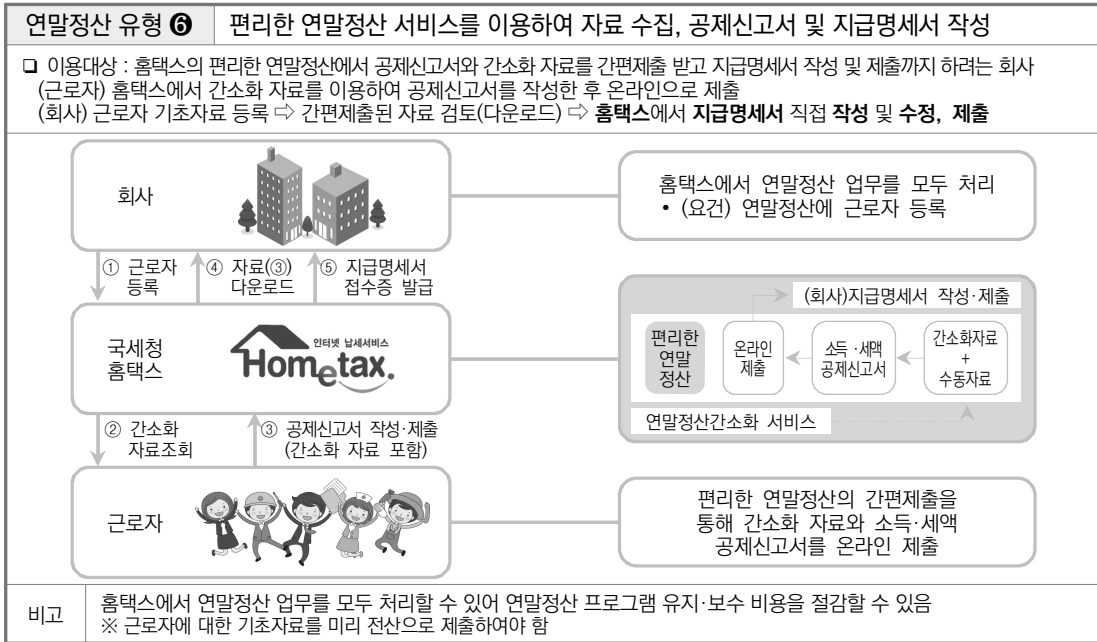 연말정산 유형 ❻ 편리한 연말정산 서비스를 이용하여 자료 수집, 공제신고서 및 지급명세서 작성
❑ 이용대상 : 홈택스의 편리한 연말정산에서 공제신고서와 간소화 자료를 간편제출 받고 지급명세서 작성 및 제출까지 하려는 회사
(근로자) 홈택스에서 간소화 자료를 이용하여 공제신고서를 작성한 후 온라인으로 제출
(회사) 근로자 기초자료 등록 ⇨ 간편제출된 자료 검토(다운로드) ⇨ 홈택스에서 지급명세서 직접 작성 및 수정, 제출
회사
홈택스에서 연말정산 업무를 모두 처리
• (요건) 연말정산에 근로자 등록
① 근로자
등록
④ 자료(③)
다운로드
⑤ 지급명세서
접수증 발급
국세청
홈택스
인터넷 납세서비스
Hometax.
(회사)지급명세서 작성·제출
편리한
연말
정산
온라인
제출
소득·세액
공제신고서
간소화자료
+
수동자료
연말정산간소화 서비스
② 간소화
자료조회
③ 공제신고서 작성·제출
(간소화 자료 포함)
근로자
편리한 연말정산의 간편제출을
통해 간소화 자료와 소득·세액
공제신고서를 온라인 제출
비고
홈택스에서 연말정산 업무를 모두 처리할 수 있어 연말정산 프로그램 유지·보수 비용을 절감할 수 있음
※ 근로자에 대한 기초자료를 미리 전산으로 제출하여야 함